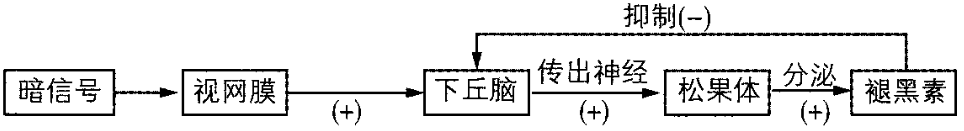 抑制(−)
暗信号
视网膜
(+)
下丘脑
传出神经
(+)
松果体
分泌
(+)
褪黑素